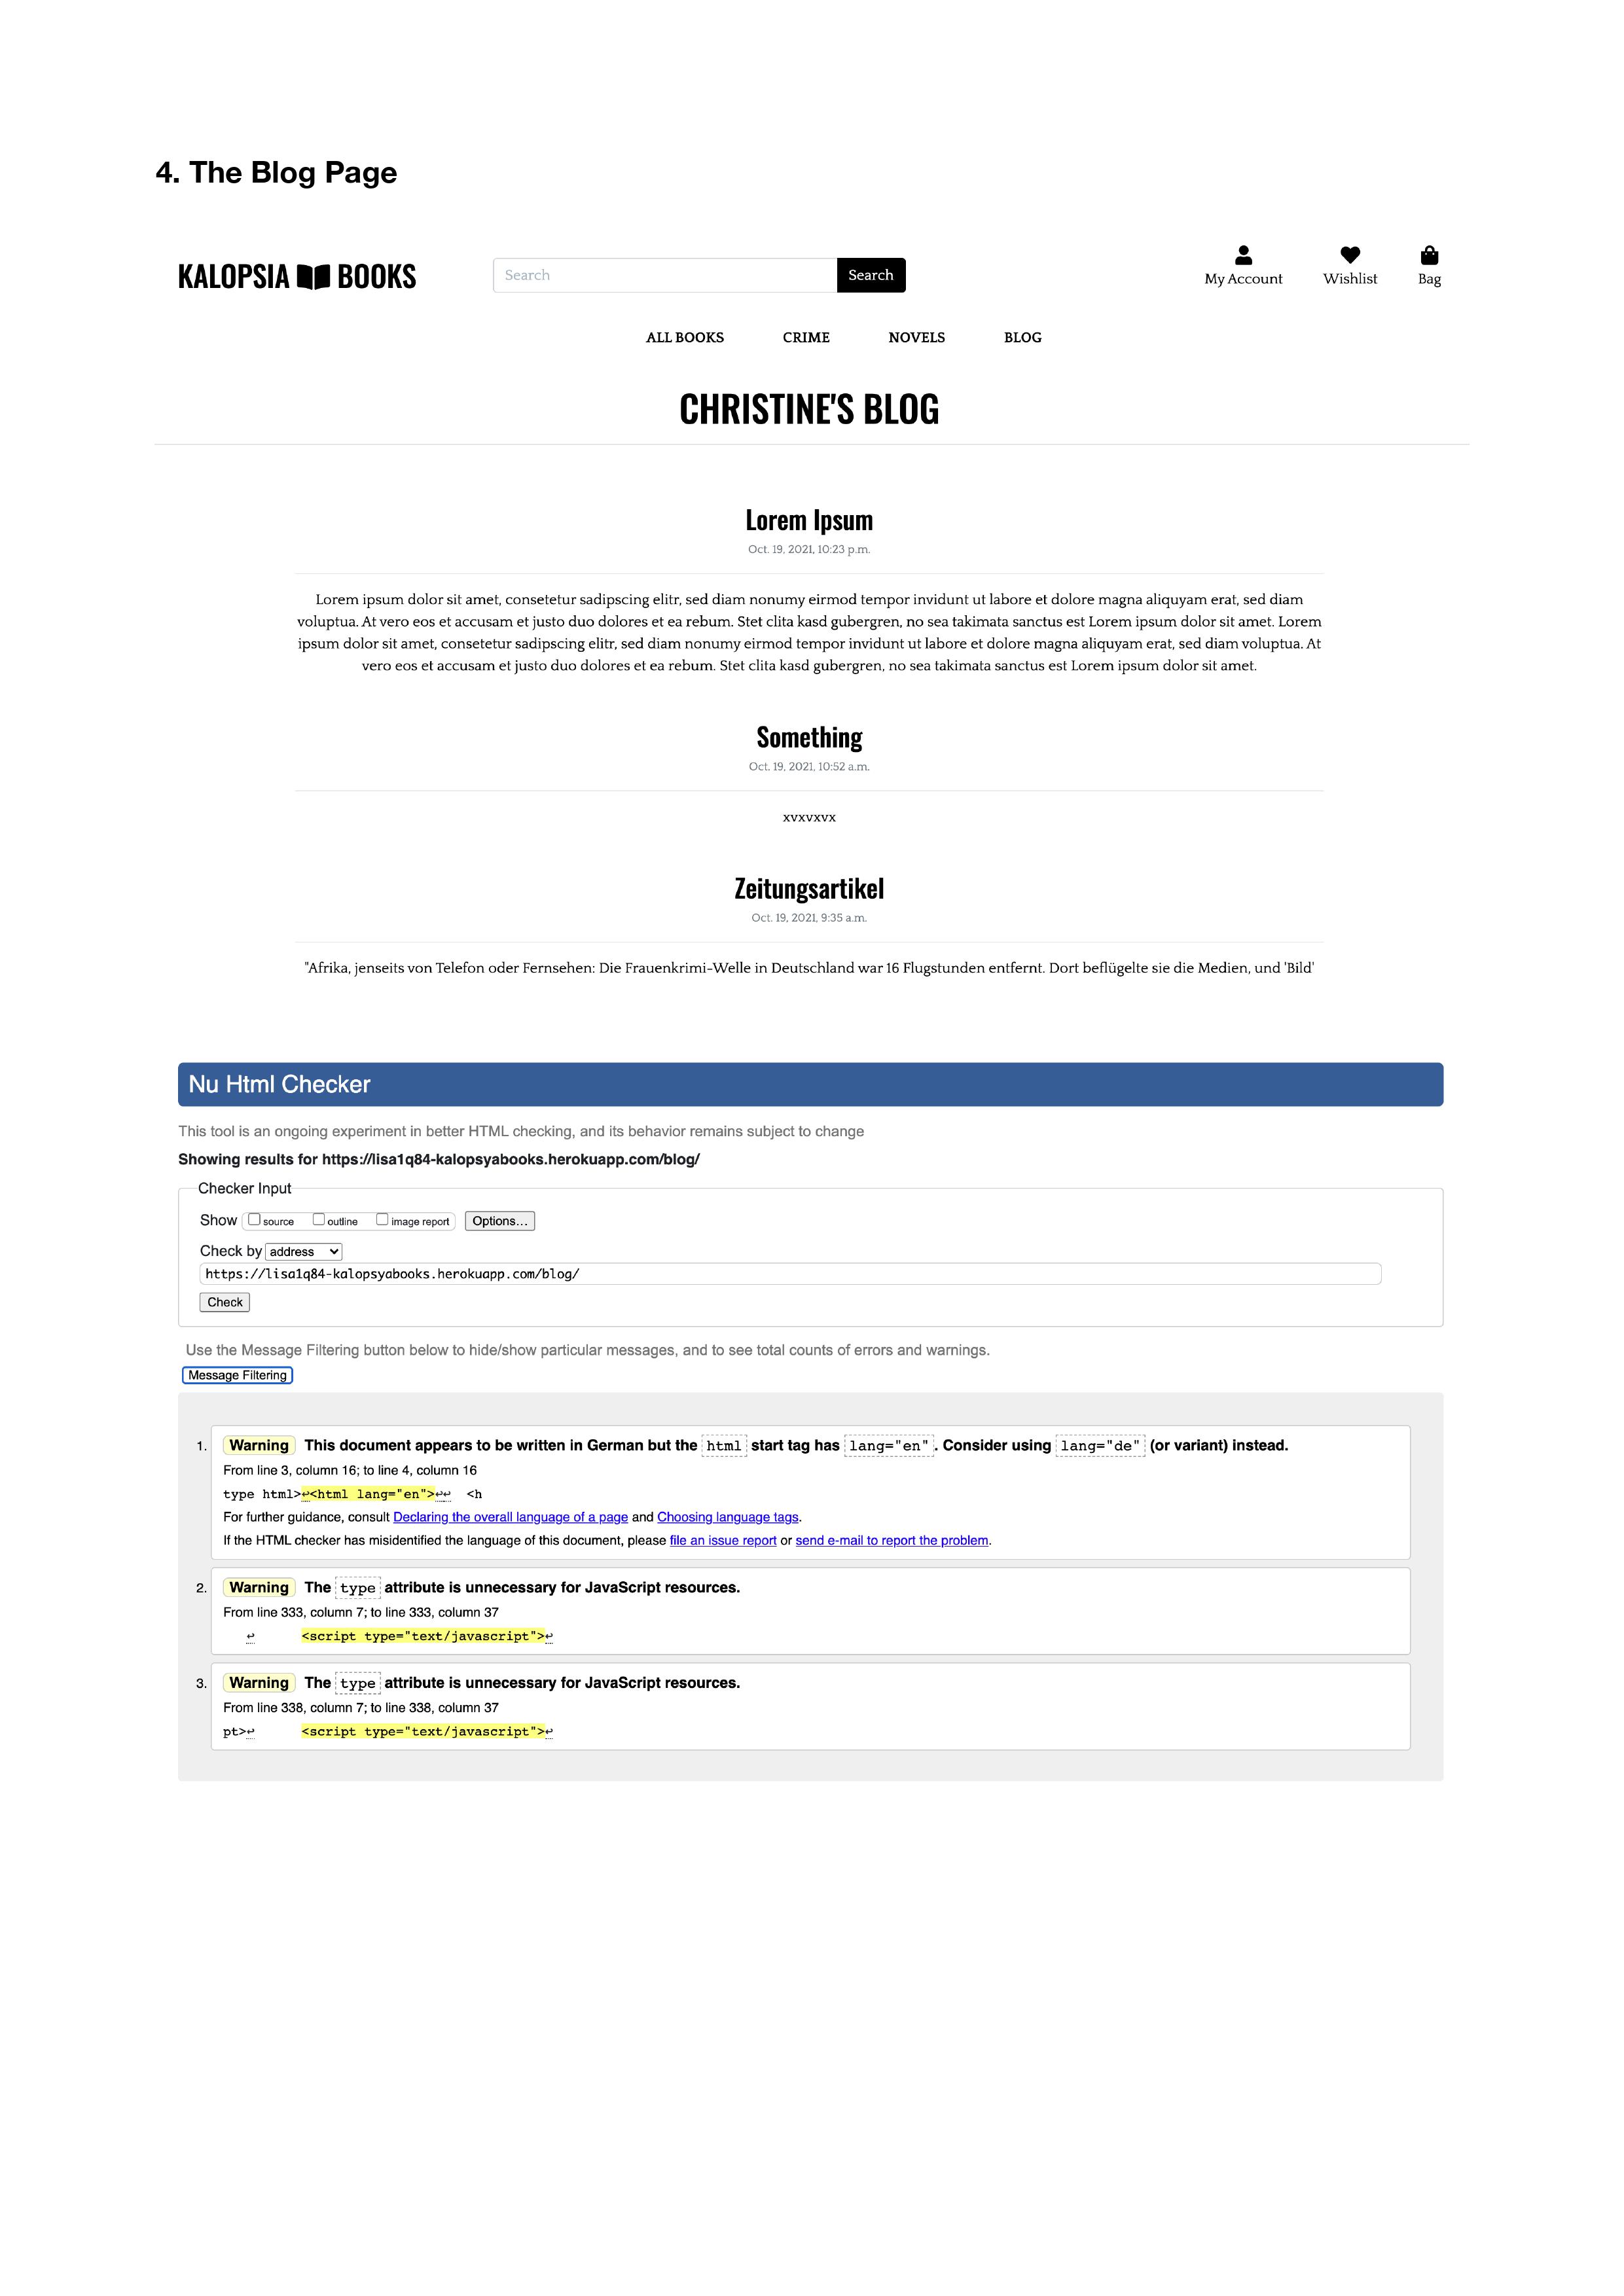 4. The Blog Page
KALOPSIA BOOKS
Search
Search
My Account
Wishlist
Bag
ALL BOOKS
CRIME
NOVELS
BLOG
CHRISTINE'S BLOG
Lorem Ipsum
Oct. 19, 2021, 10:23 p.m.
Lorem ipsum dolor sit amet, consetetur sadipscing elitr, sed diam nonumy eirmod tempor invidunt ut labore et dolore magna aliquyam erat, sed diam
voluptua. At vero eos et accusam et justo duo dolores et ea rebum. Stet clita kasd gubergren, no sea takimata sanctus est Lorem ipsum dolor sit amet. Lorem
ipsum dolor sit amet, consetetur sadipscing elitr, sed diam nonumy eirmod tempor invidunt ut labore et dolore magna aliquyam erat, sed diam voluptua. At
vero eos et accusam et justo duo dolores et ea rebum. Stet clita kasd gubergren, no sea takimata sanctus est Lorem ipsum dolor sit amet.
Something
Oct. 19, 2021, 10:52 a.m.
xvxvxvx
Zeitungsartikel
Oct. 19, 2021, 9:35 a.m.
"Afrika, jenseits von Telefon oder Fernsehen: Die Frauenkrimi-Welle in Deutschland war 16 Flugstunden entfernt. Dort beflügelte sie die Medien, und 'Bild'
Nu Html Checker
This tool is an ongoing experiment in better HTML checking, and its behavior remains subject to change
Showing results for https://lisa1q84-kalopsyabooks.herokuapp.com/blog/
Checker Input
Show source outline image report Options...
Check by address
https://lisa1q84-kalopsyabooks.herokuapp.com/blog/
Check
Use the Message Filtering button below to hide/show particular messages, and to see total counts of errors and warnings.
Message Filtering
1. Warning This document appears to be written in German but the html start tag has lang="en". Consider using lang="de" (or variant) instead.
From line 3, column 16; to line 4, column 16
type html>↩<html lang="en">↩↩ <h
For further guidance, consult Declaring the overall language of a page and Choosing language tags.
If the HTML checker has misidentified the language of this document, please file an issue report or send e-mail to report the problem.
2. Warning The type attribute is unnecessary for JavaScript resources.
From line 333, column 7; to line 333, column 37
↩ <script type="text/javascript">↩
3. Warning The type attribute is unnecessary for JavaScript resources.
From line 338, column 7; to line 338, column 37
pt>↩ <script type="text/javascript">↩